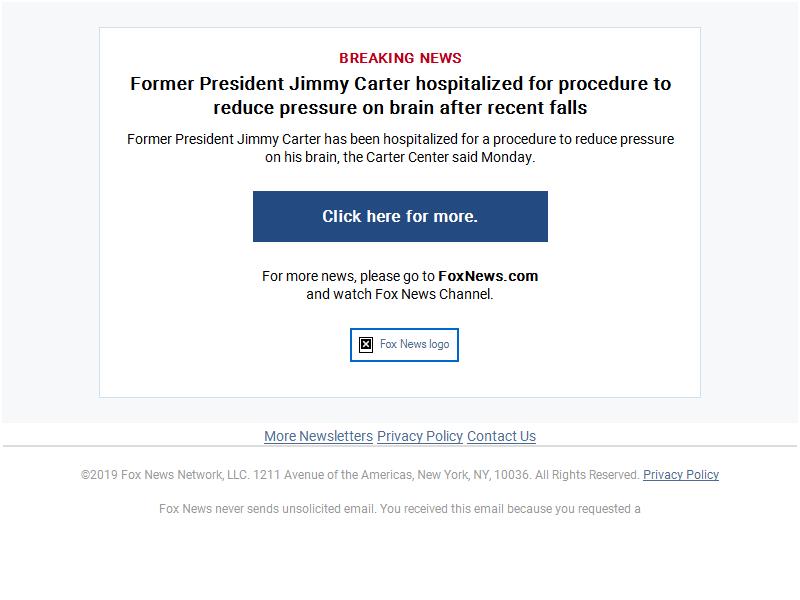 BREAKING NEWS
Former President Jimmy Carter hospitalized for procedure to
reduce pressure on brain after recent falls
Former President Jimmy Carter has been hospitalized for a procedure to reduce pressure
on his brain, the Carter Center said Monday.
Click here for more.
For more news, please go to FoxNews.com
and watch Fox News Channel.
Fox News logo
More Newsletters Privacy Policy Contact Us
©2019 Fox News Network, LLC. 1211 Avenue of the Americas, New York, NY, 10036. All Rights Reserved. Privacy Policy
Fox News never sends unsolicited email. You received this email because you requested a